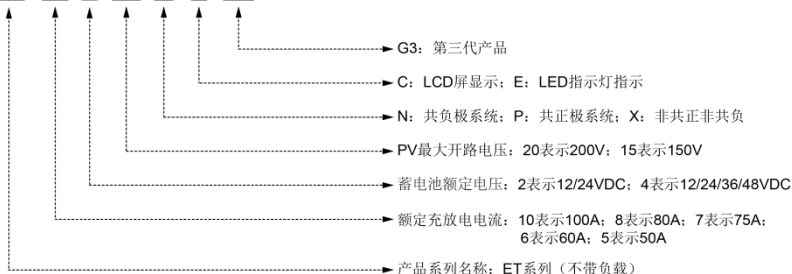 G3：第三代产品
C：LCD屏显示；E：LED指示灯指示
N：共负极系统；P：共正极系统；X：非共正非共负
PV最大开路电压：20表示200V；15表示150V
蓄电池额定电压：2表示12/24VDC；4表示12/24/36/48VDC
额定充放电电流：10表示100A；8表示80A；7表示75A；
6表示60A；5表示50A
产品系列名称：ET系列（不带负载）